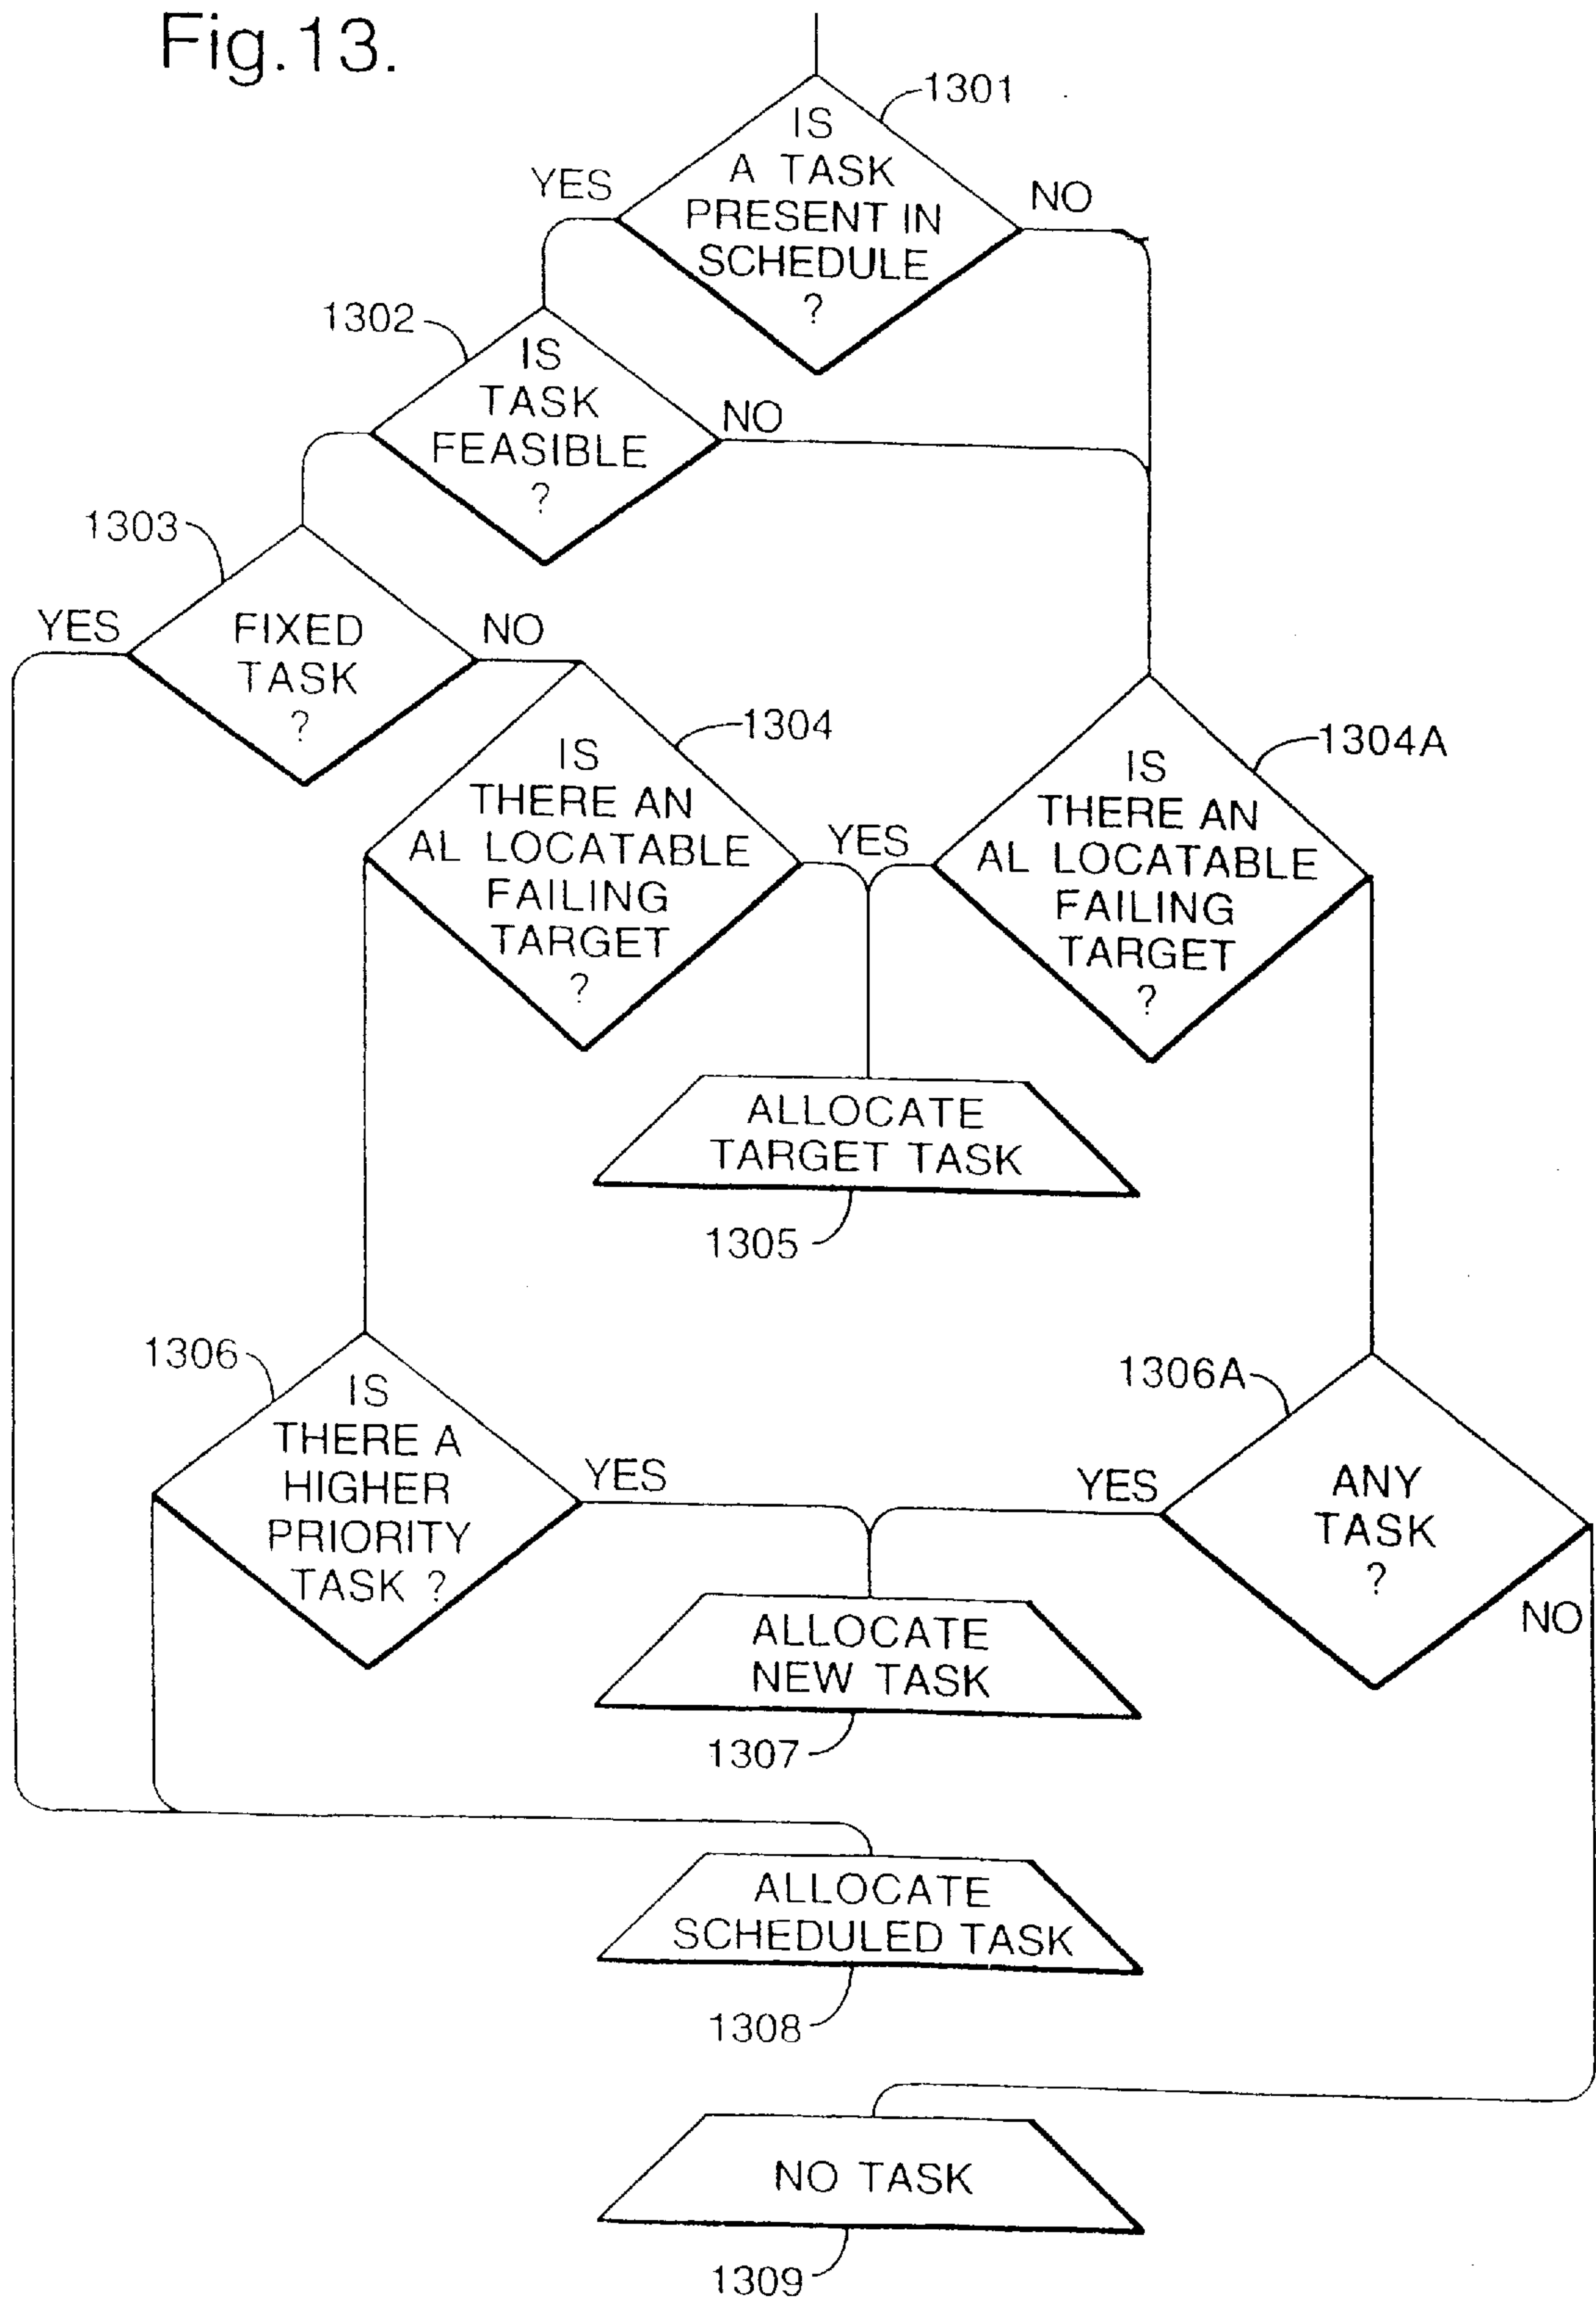 Fig.13.
1301
IS
A TASK
PRESENT IN
SCHEDULE
?
YES
NO
1302
IS
TASK
FEASIBLE
?
NO
1303
FIXED
TASK
?
YES
NO
1304
IS
THERE AN
AL LOCATABLE
FAILING
TARGET
?
YES
1304A
IS
THERE AN
AL LOCATABLE
FAILING
TARGET
?
ALLOCATE
TARGET TASK
1305
1306
IS
THERE A
HIGHER
PRIORITY
TASK ?
YES
1306A
YES
ANY
TASK
?
NO
ALLOCATE
NEW TASK
1307
ALLOCATE
SCHEDULED TASK
1308
NO TASK
1309